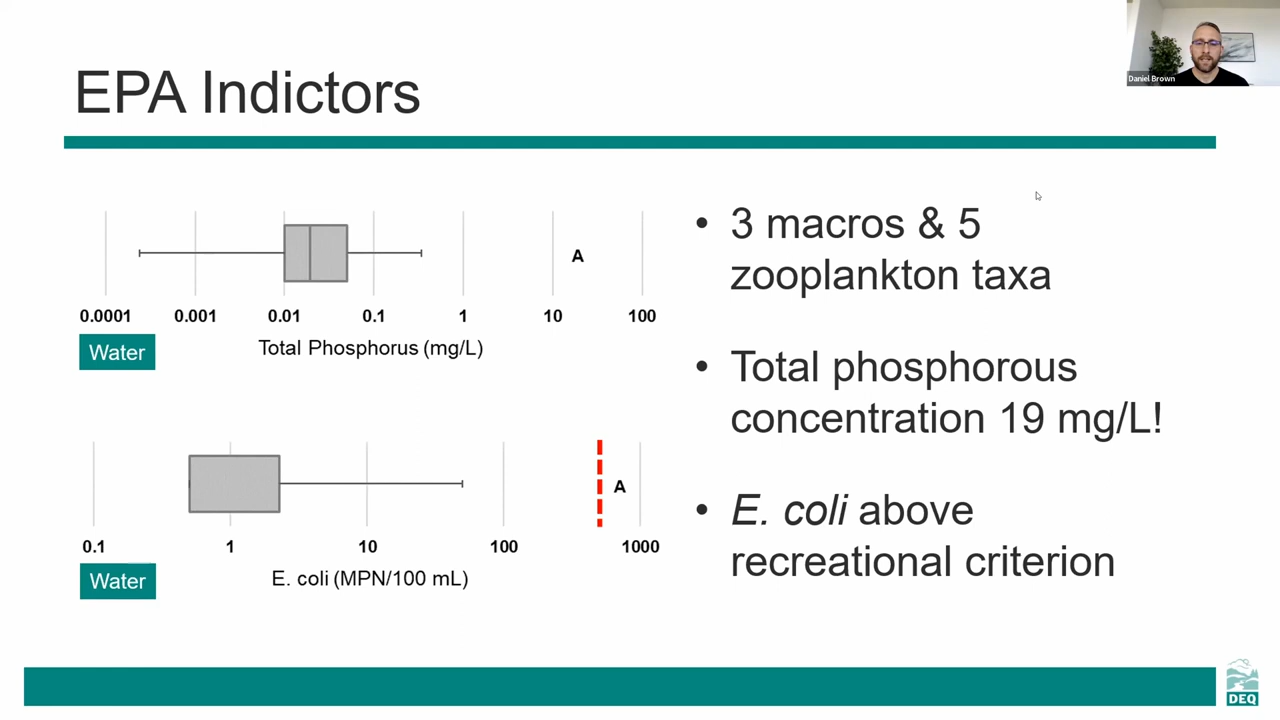 Daniel Brown
EPA Indictors
A
0.0001 0.001 0.01 0.1 1 10 100
Water
Total Phosphorus (mg/L)
A
0.1 1 10 100 1000
Water
E. coli (MPN/100 mL)
• 3 macros & 5
zooplankton taxa
• Total phosphorous
concentration 19 mg/L!
• E. coli above
recreational criterion
DEQ